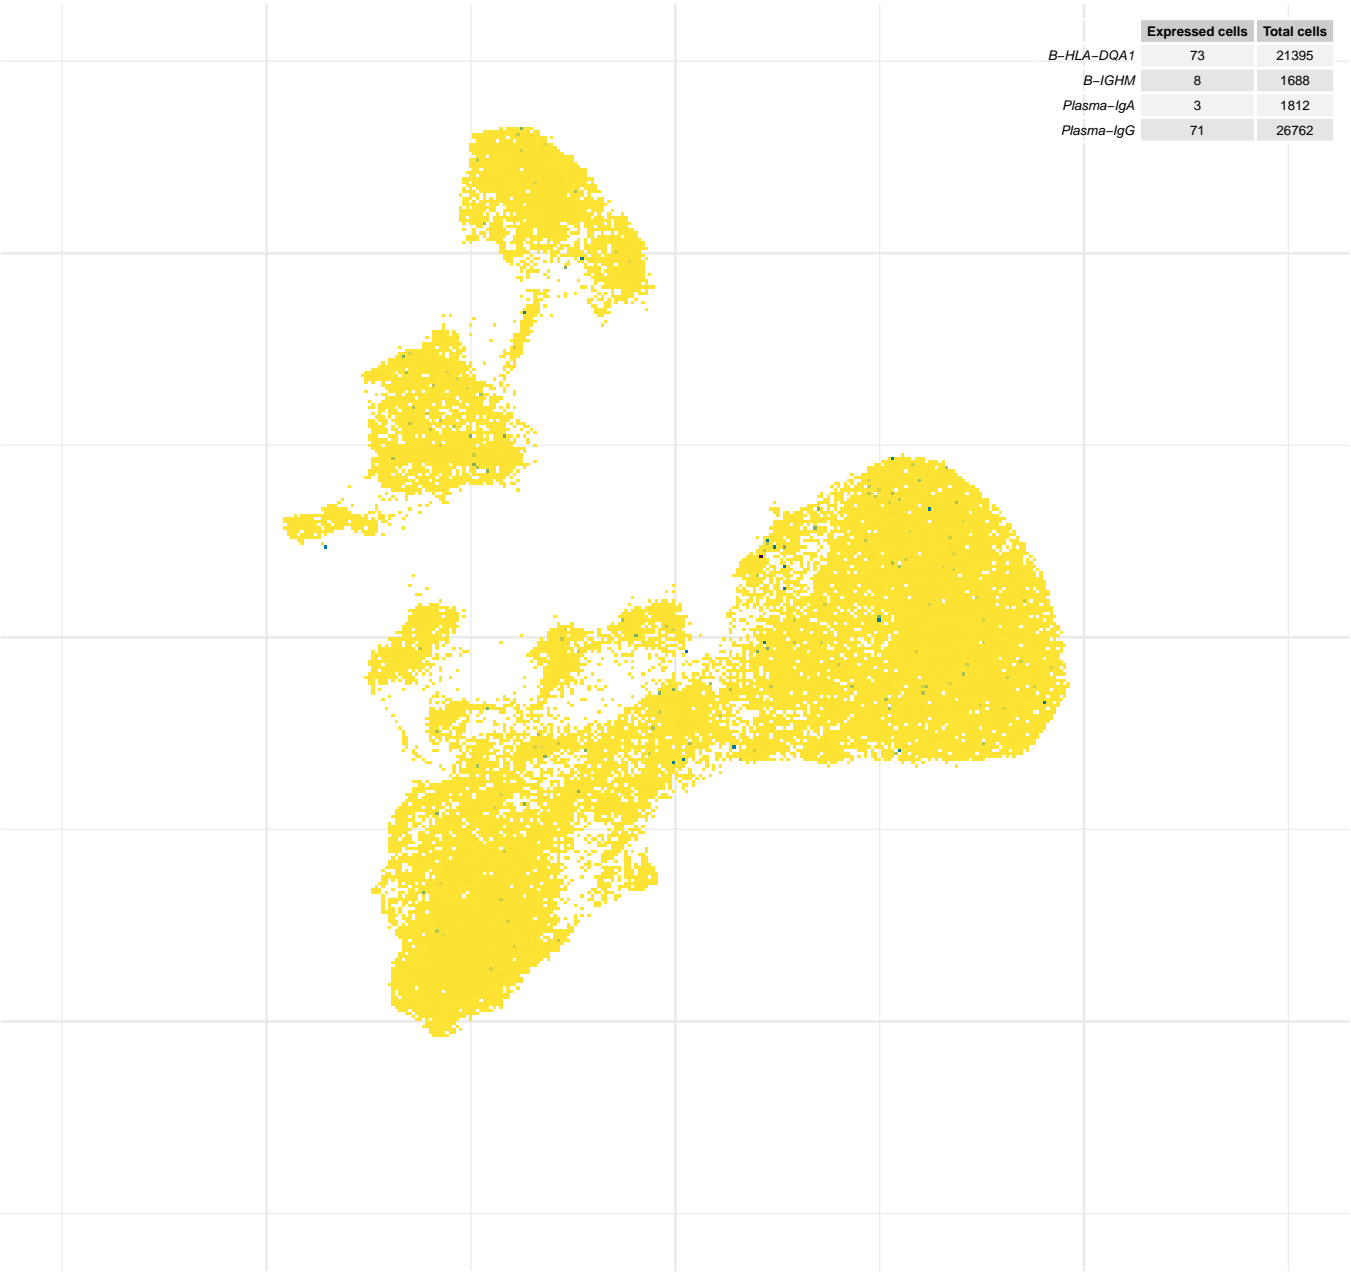 Expressed cells Total cells
B−HLA−DQA1 73 21395
B−IGHM 8 1688
Plasma−IgA 3 1812
Plasma−IgG 71 26762